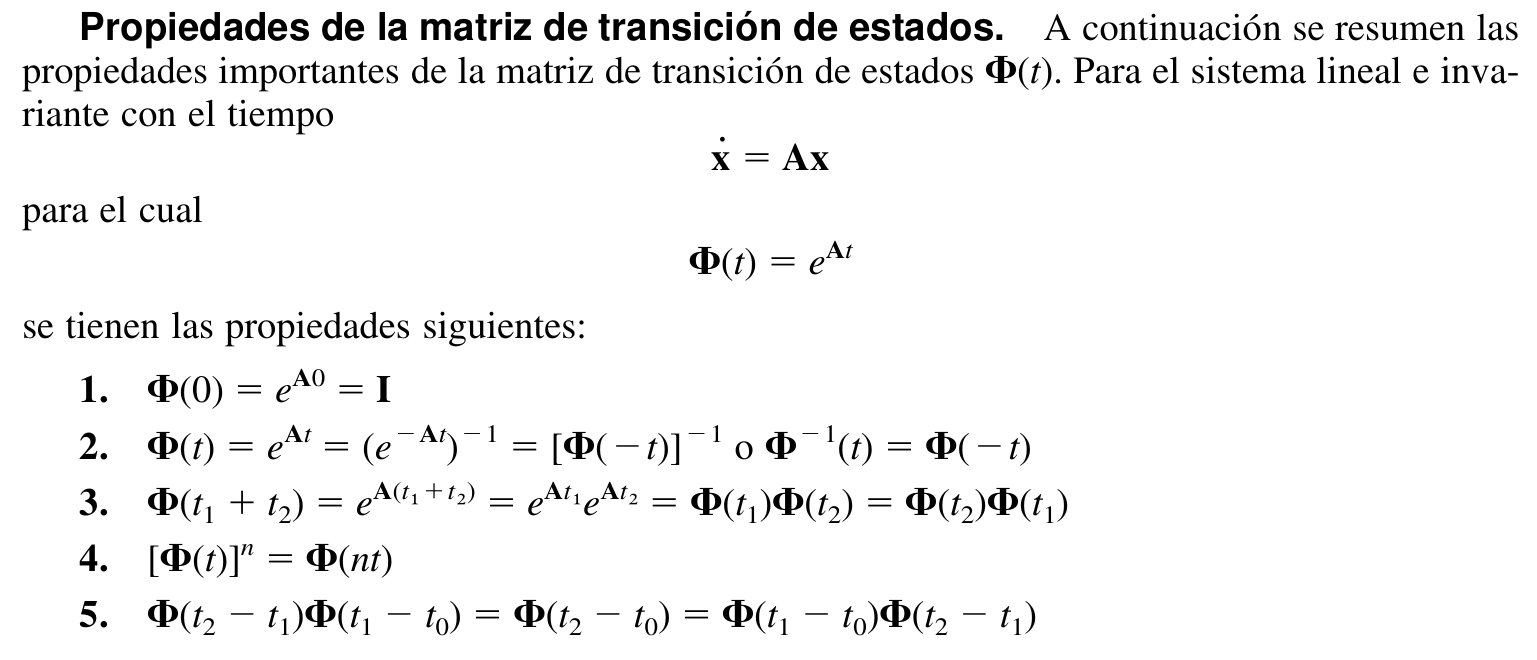 Propiedades de la matriz de transición de estados. A continuación se resumen las
propiedades importantes de la matriz de transición de estados Φ(t). Para el sistema lineal e inva-
riante con el tiempo
ẋ = Ax
para el cual
Φ(t) = e^{At}
se tienen las propiedades siguientes:
1. Φ(0) = e^{A0} = I
2. Φ(t) = e^{At} = (e^{−At})^{−1} = [Φ(−t)]^{−1} o Φ^{−1}(t) = Φ(−t)
3. Φ(t₁ + t₂) = e^{A(t₁+t₂)} = e^{At₁}e^{At₂} = Φ(t₁)Φ(t₂) = Φ(t₂)Φ(t₁)
4. [Φ(t)]^n = Φ(nt)
5. Φ(t₂ − t₁)Φ(t₁ − t₀) = Φ(t₂ − t₀) = Φ(t₁ − t₀)Φ(t₂ − t₁)